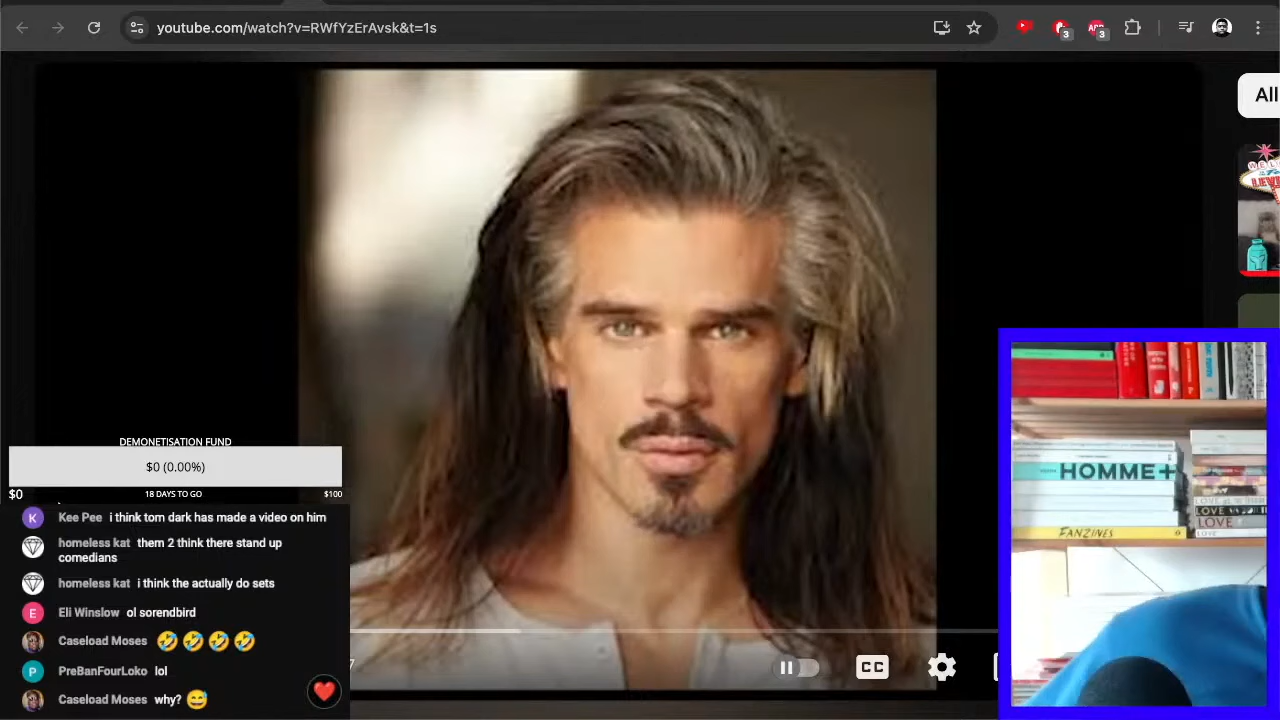 youtube.com/watch?v=RWfYzErAvsk&t=1s
3
3
All
DEMONETISATION FUND
$0 (0.00%)
$0
18 DAYS TO GO
$100
Kee Pee i think tom dark has made a video on him
homeless kat them 2 think there stand up
comedians
homeless kat i think the actually do sets
Eli Winslow ol sorendbird
Caseload Moses 🤣🤣🤣🤣
PreBanFourLoko lol
Caseload Moses why? 😅
K
E
P
CC
HOMME+
FANZINES
LOVE
LOVE
LOVE